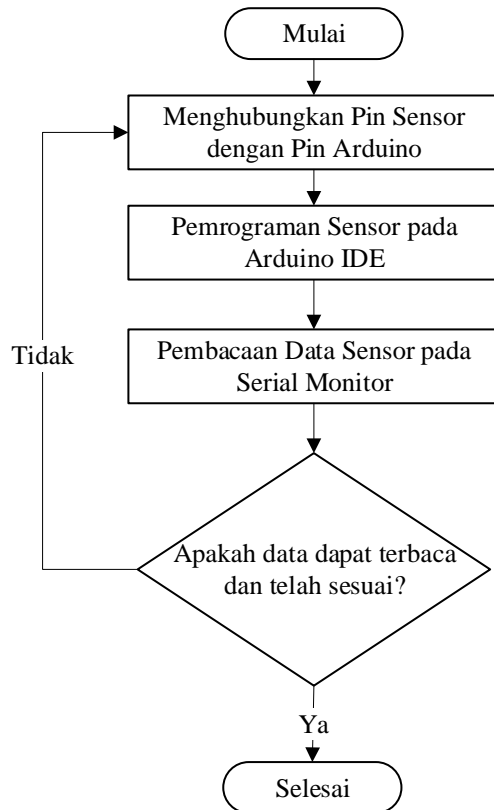 Mulai
Menghubungkan Pin Sensor
dengan Pin Arduino
Pemrograman Sensor pada
Arduino IDE
Tidak
Pembacaan Data Sensor pada
Serial Monitor
Apakah data dapat terbaca
dan telah sesuai?
Ya
Selesai